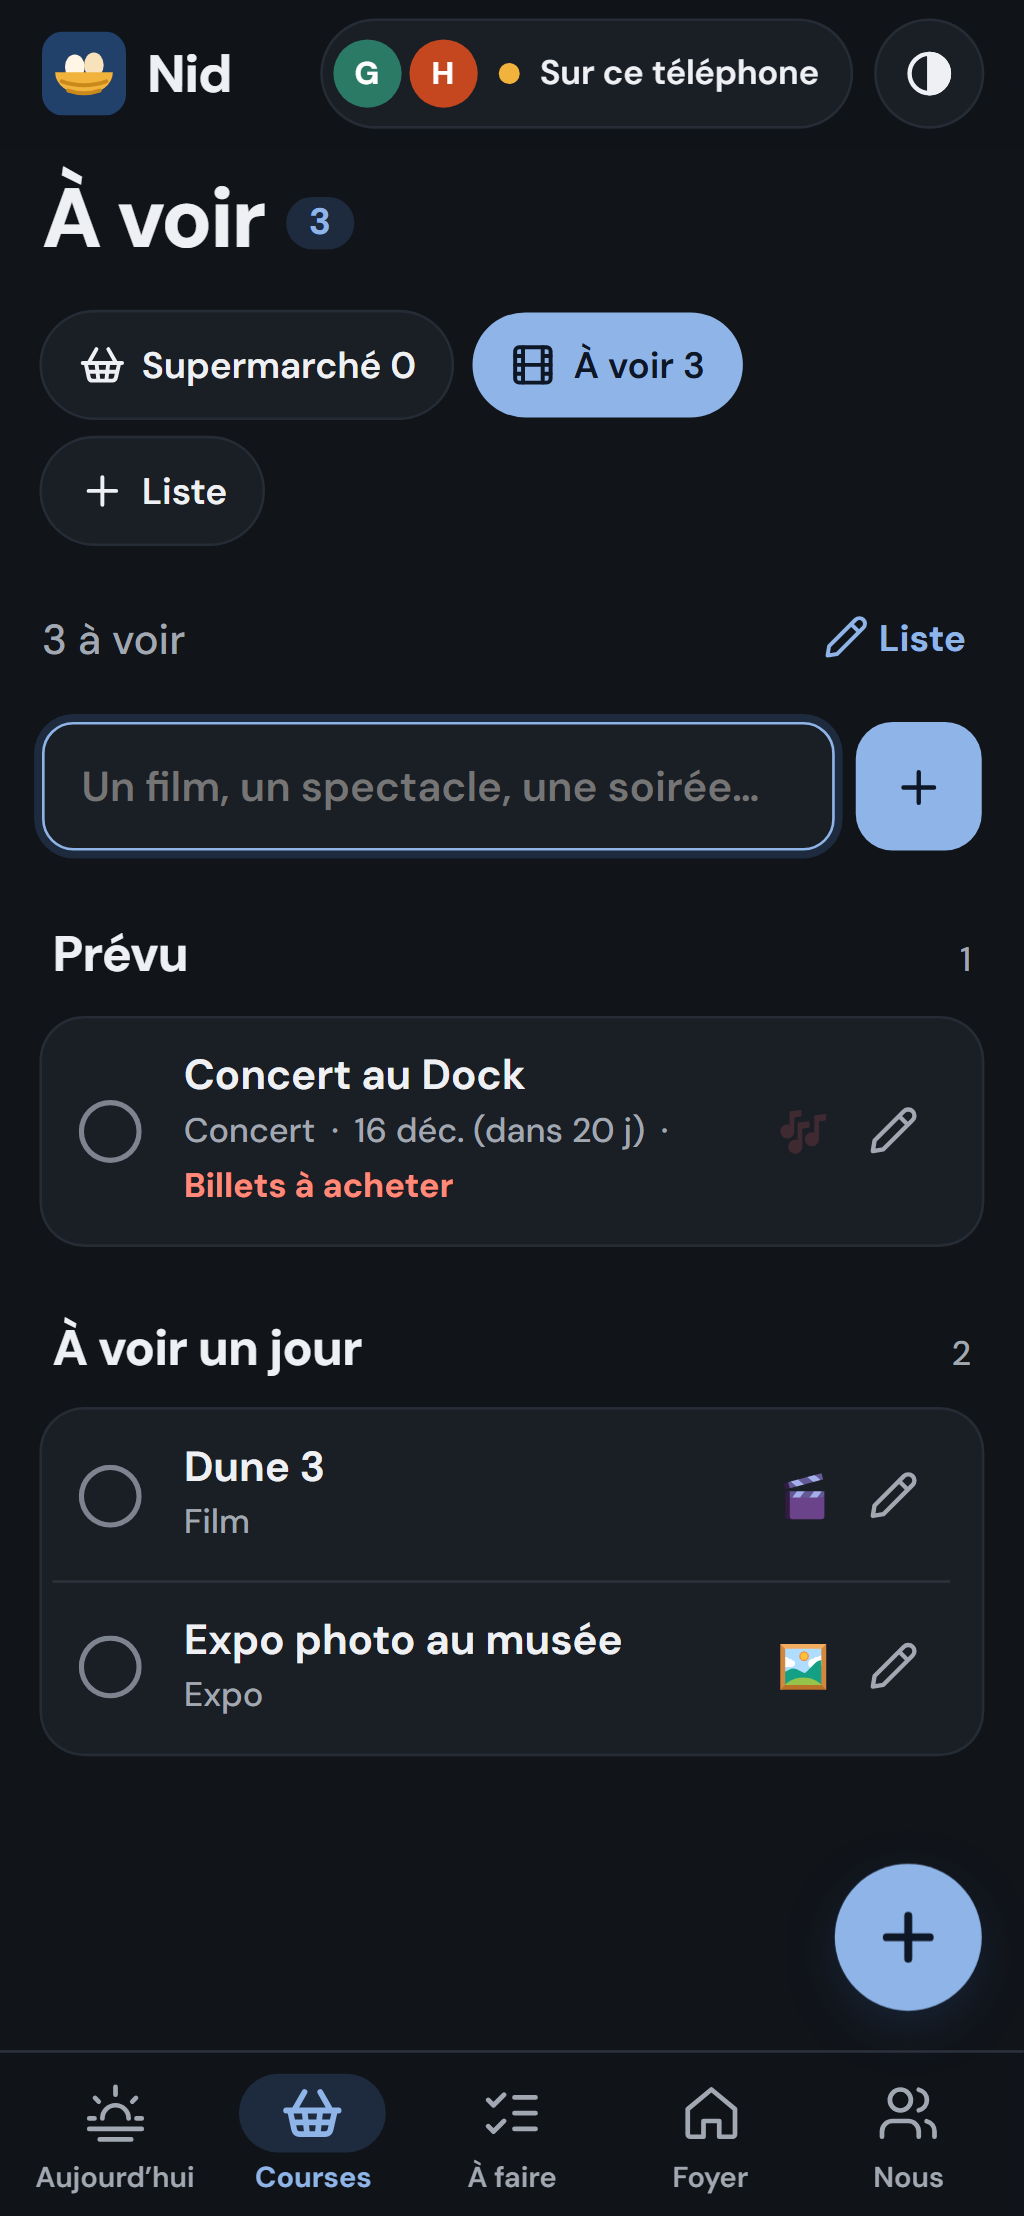 Nid
G H Sur ce téléphone
À voir 3
Supermarché 0
À voir 3
Liste
3 à voir
Liste
Un film, un spectacle, une soirée...
Prévu 1
Concert au Dock
Concert · 16 déc. (dans 20 j) ·
Billets à acheter
À voir un jour 2
Dune 3
Film
Expo photo au musée
Expo
Aujourd’hui
Courses
À faire
Foyer
Nous